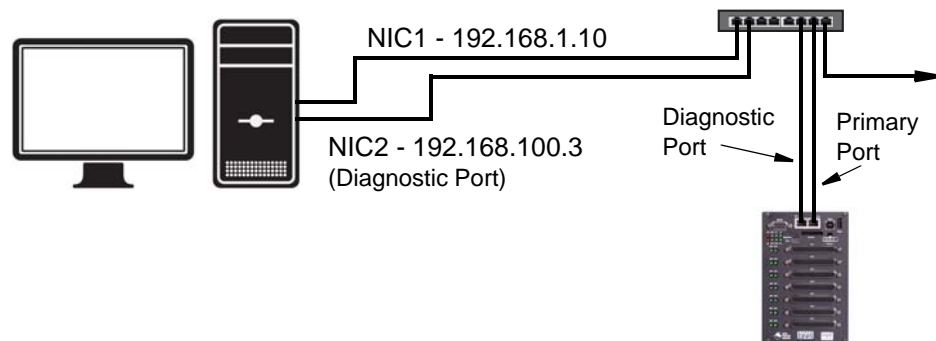 NIC1 - 192.168.1.10
NIC2 - 192.168.100.3
(Diagnostic Port)
Diagnostic
Port
Primary
Port